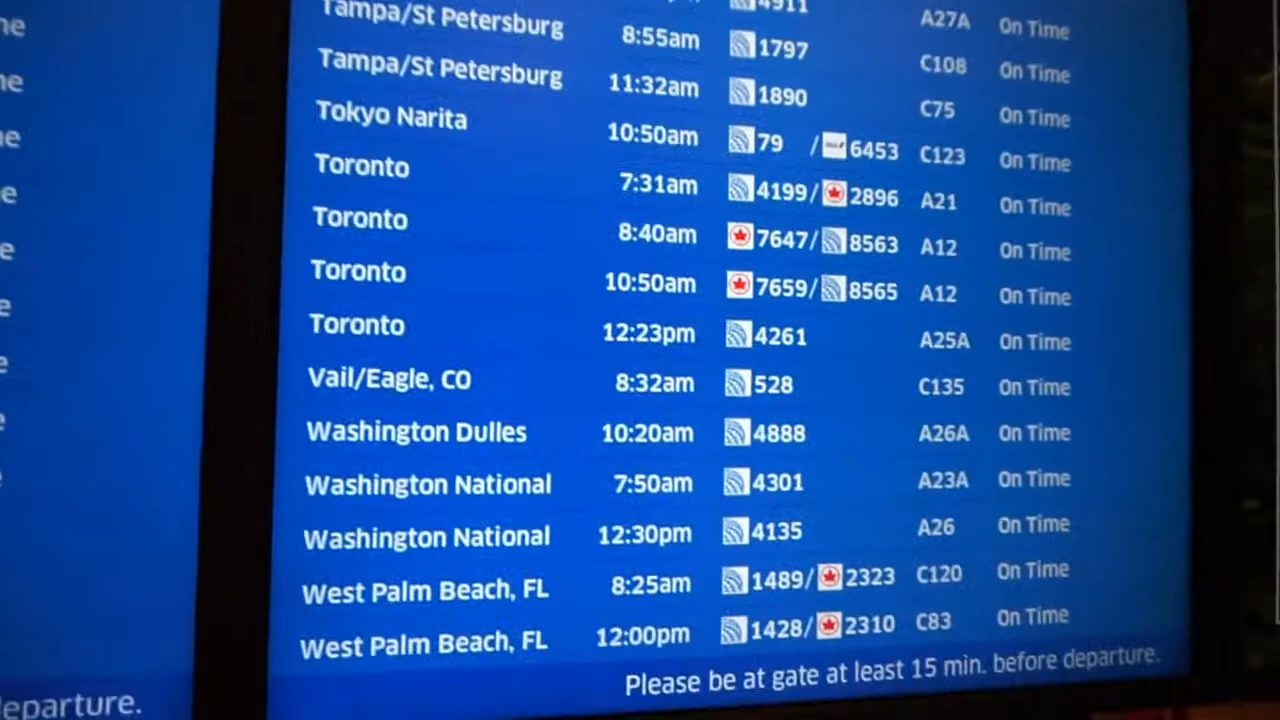 4911 A27A On Time
Tampa/St Petersburg 8:55am 1797 C108 On Time
Tampa/St Petersburg 11:32am 1890 C75 On Time
Tokyo Narita 10:50am 79 / 6453 C123 On Time
Toronto 7:31am 4199/ 2896 A21 On Time
Toronto 8:40am 7647/ 8563 A12 On Time
Toronto 10:50am 7659/ 8565 A12 On Time
Toronto 12:23pm 4261 A25A On Time
Vail/Eagle, CO 8:32am 528 C135 On Time
Washington Dulles 10:20am 4888 A26A On Time
Washington National 7:50am 4301 A23A On Time
Washington National 12:30pm 4135 A26 On Time
West Palm Beach, FL 8:25am 1489/ 2323 C120 On Time
West Palm Beach, FL 12:00pm 1428/ 2310 C83 On Time
Please be at gate at least 15 min. before departure.
eparture.